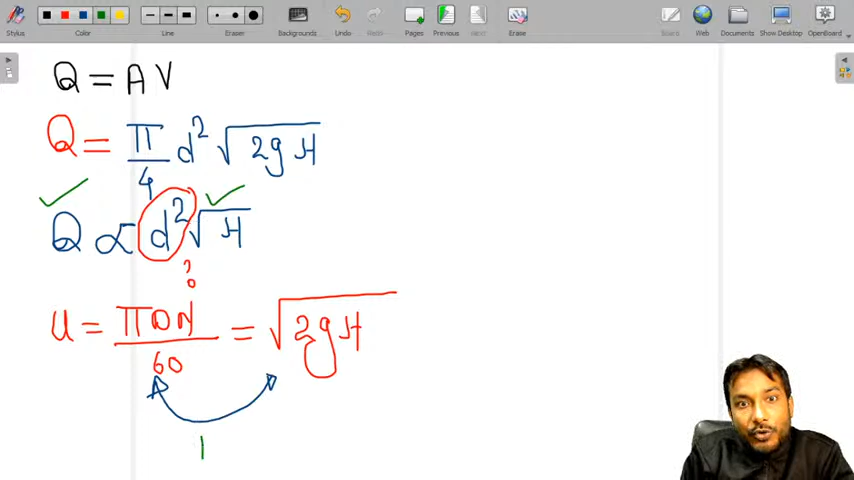 Stylus
Color
Line
Eraser
Backgrounds
Undo
Redo
Pages
Previous
Next
Erase
Board
Web
Documents
Show Desktop
OpenBoard
Q = AV
Q = π/4 d² √2gH
Q ∝ d² √H
?
u = πDN/60 = √2gH